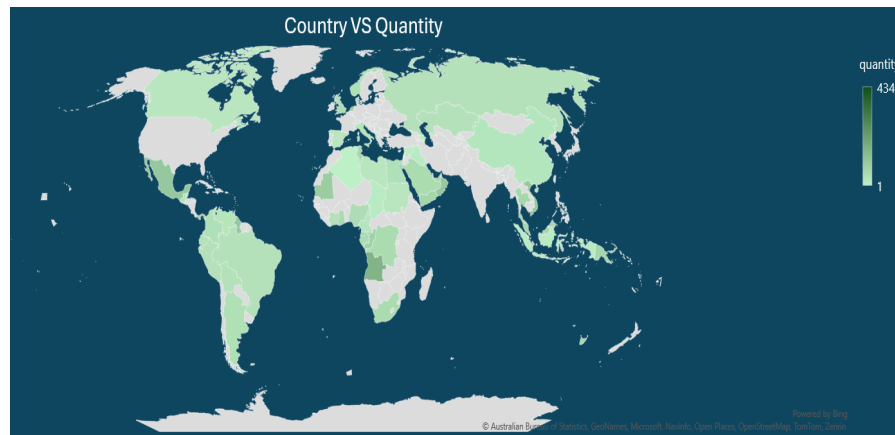 Country VS Quantity
quantity
434
1
Powered by Bing
© Australian Bureau of Statistics, GeoNames, Microsoft, Navinfo, Open Places, OpenStreetMap, TomTom, Zenrin